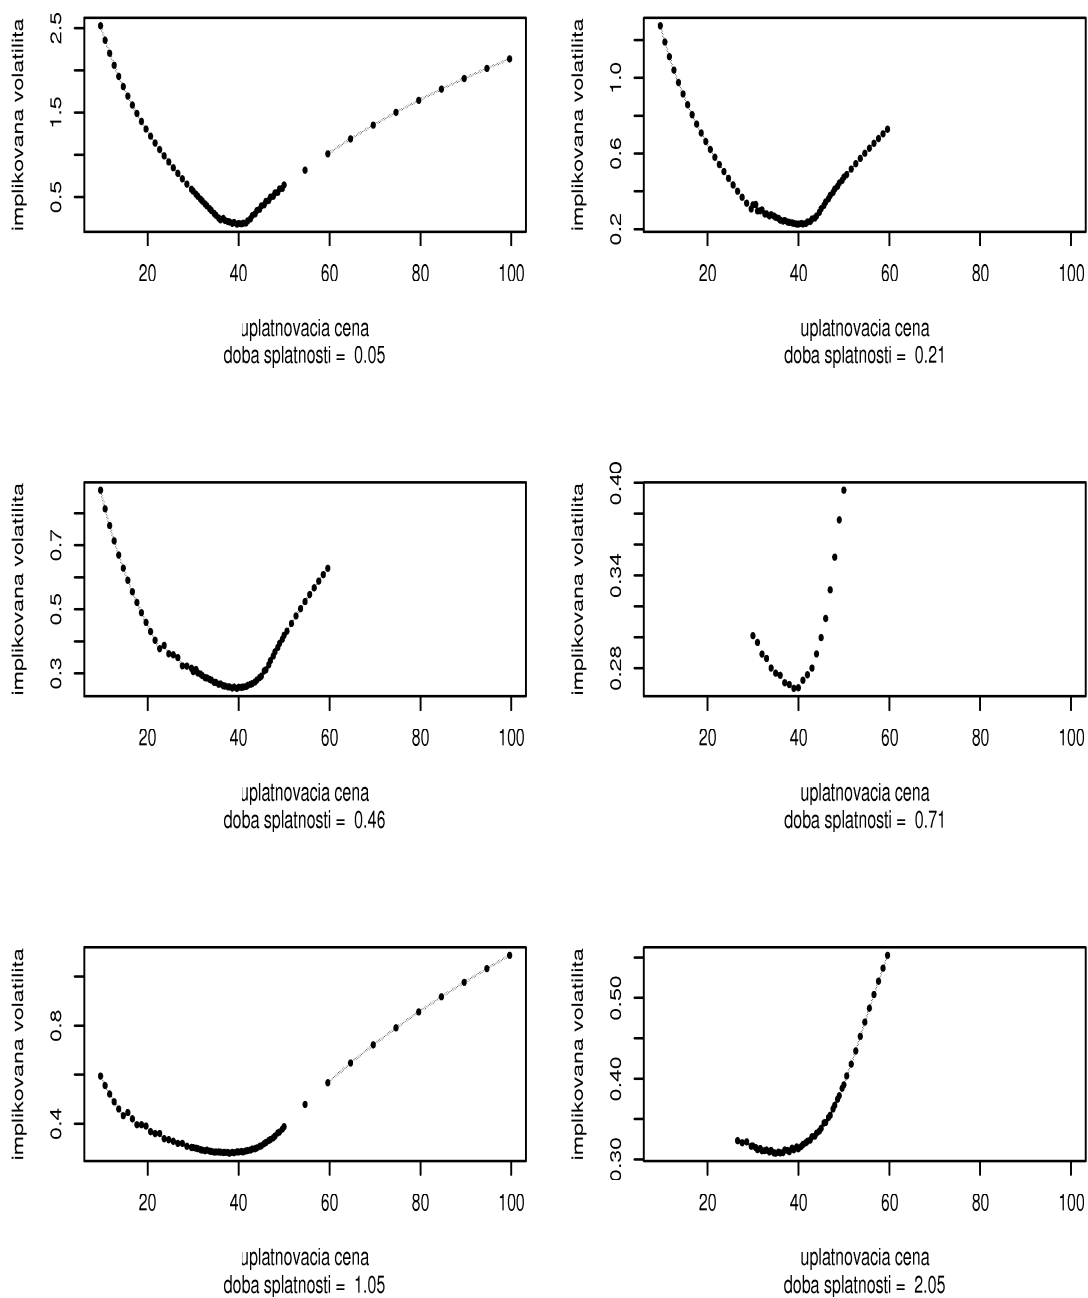 implikovana volatilita
2.5
1.5
0.5
20 40 60 80 100
uplatnovacia cena
doba splatnosti = 0.05
implikovana volatilita
1.0
0.6
0.2
20 40 60 80 100
uplatnovacia cena
doba splatnosti = 0.21
implikovana volatilita
0.7
0.5
0.3
20 40 60 80 100
uplatnovacia cena
doba splatnosti = 0.46
implikovana volatilita
0.40
0.34
0.28
20 40 60 80 100
uplatnovacia cena
doba splatnosti = 0.71
implikovana volatilita
0.8
0.4
20 40 60 80 100
uplatnovacia cena
doba splatnosti = 1.05
implikovana volatilita
0.50
0.40
0.30
20 40 60 80 100
uplatnovacia cena
doba splatnosti = 2.05